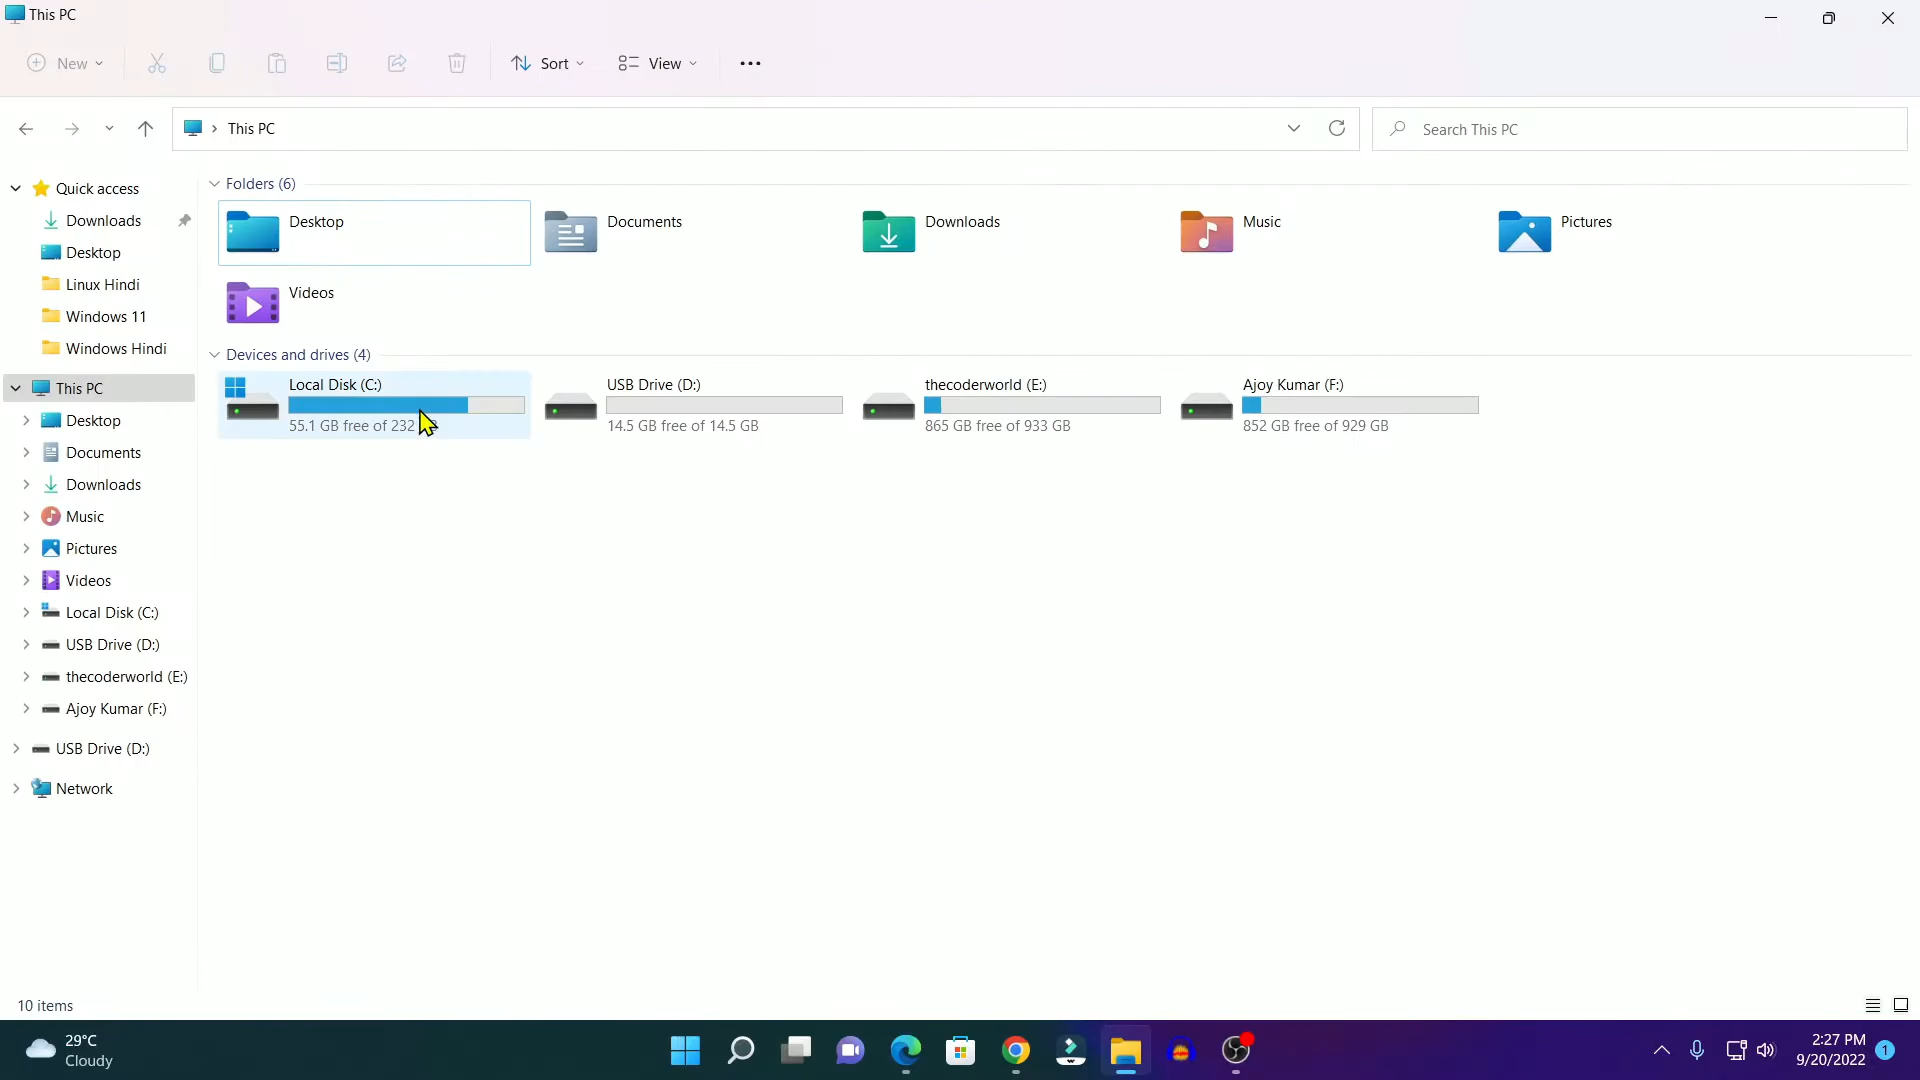 This PC
New
Sort
View
This PC
Search This PC
Quick access
Downloads
Desktop
Linux Hindi
Windows 11
Windows Hindi
This PC
Desktop
Documents
Downloads
Music
Pictures
Videos
Local Disk (C:)
USB Drive (D:)
thecoderworld (E:)
Ajoy Kumar (F:)
USB Drive (D:)
Network
Folders (6)
Desktop
Documents
Downloads
Music
Pictures
Videos
Devices and drives (4)
Local Disk (C:)
55.1 GB free of 232
USB Drive (D:)
14.5 GB free of 14.5 GB
thecoderworld (E:)
865 GB free of 933 GB
Ajoy Kumar (F:)
852 GB free of 929 GB
10 items
29°C
Cloudy
2:27 PM
9/20/2022
1